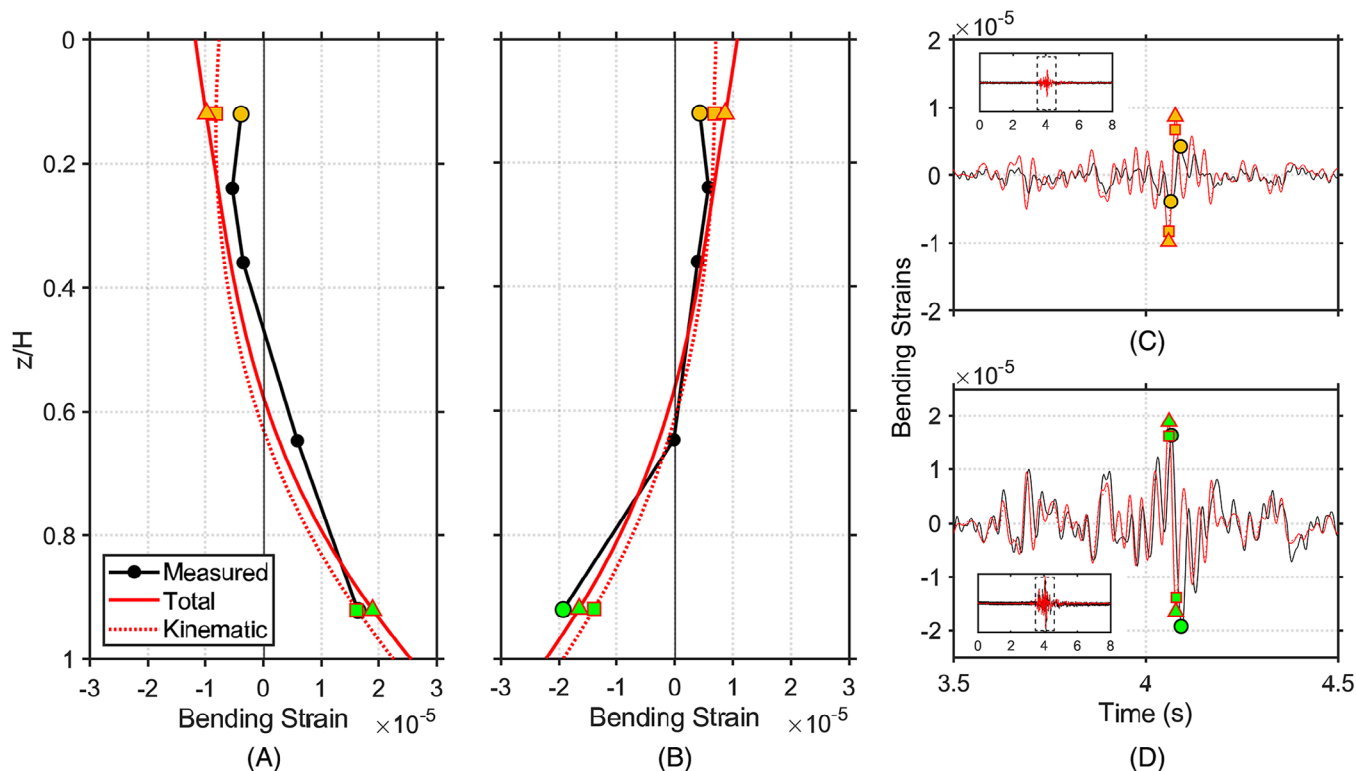 0
0.2
0.4
z/H
0.6
0.8
1
Measured
Total
Kinematic
-3 -2 -1 0 1 2 3
Bending Strain ×10⁻⁵
(A)
-3 -2 -1 0 1 2 3
Bending Strain ×10⁻⁵
(B)
×10⁻⁵
2
1
0
-1
-2
0 2 4 6 8
(C)
Bending Strains
×10⁻⁵
2
1
0
-1
-2
0 2 4 6 8
3.5 4 4.5
Time (s)
(D)